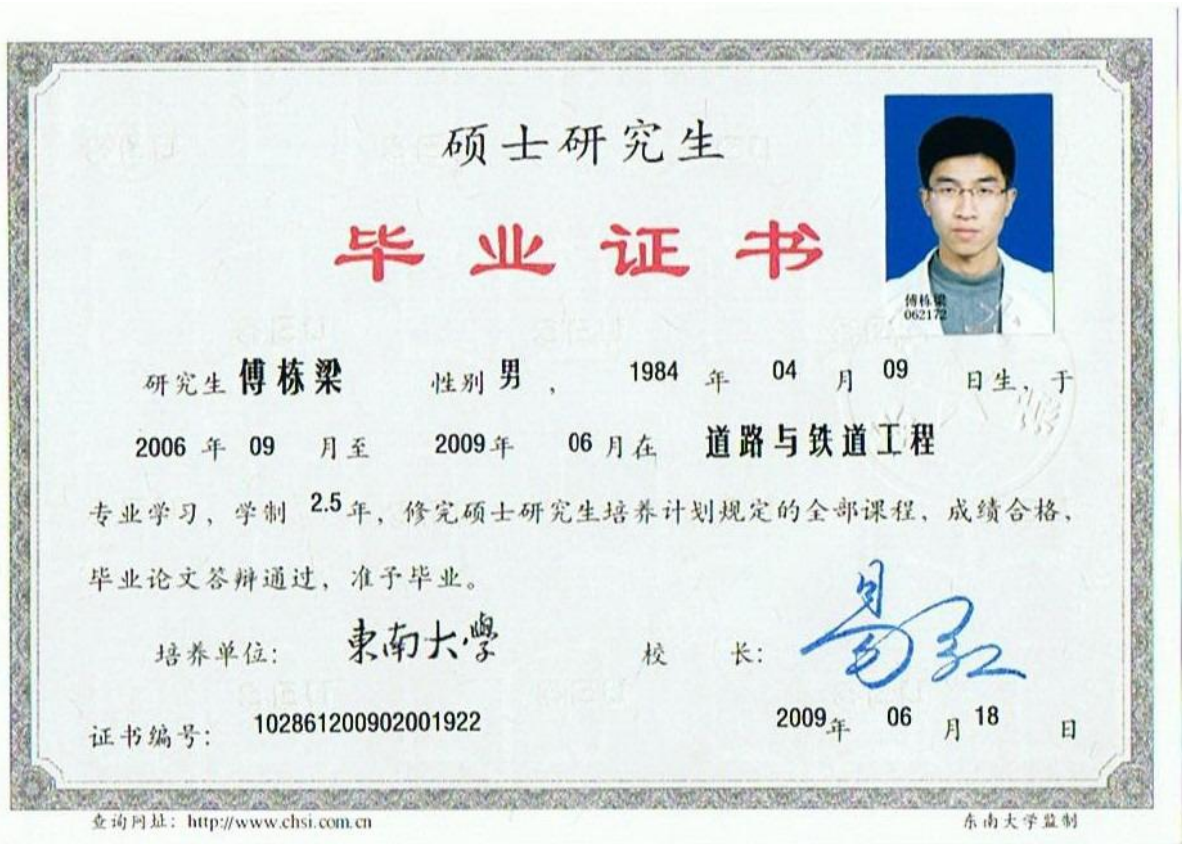 硕士研究生
毕业证书
傅栋梁
062172
研究生 傅栋梁 性别 男 ， 1984 年 04 月 09 日生，于
2006 年 09 月至 2009 年 06 月在 道路与铁道工程
专业学习，学制 2.5 年，修完硕士研究生培养计划规定的全部课程，成绩合格，
毕业论文答辩通过，准予毕业。
培养单位： 東南大學 校 长： 易红
证书编号： 102861200902001922 2009 年 06 月 18 日
查询网址：http://www.chsi.com.cn 东南大学监制